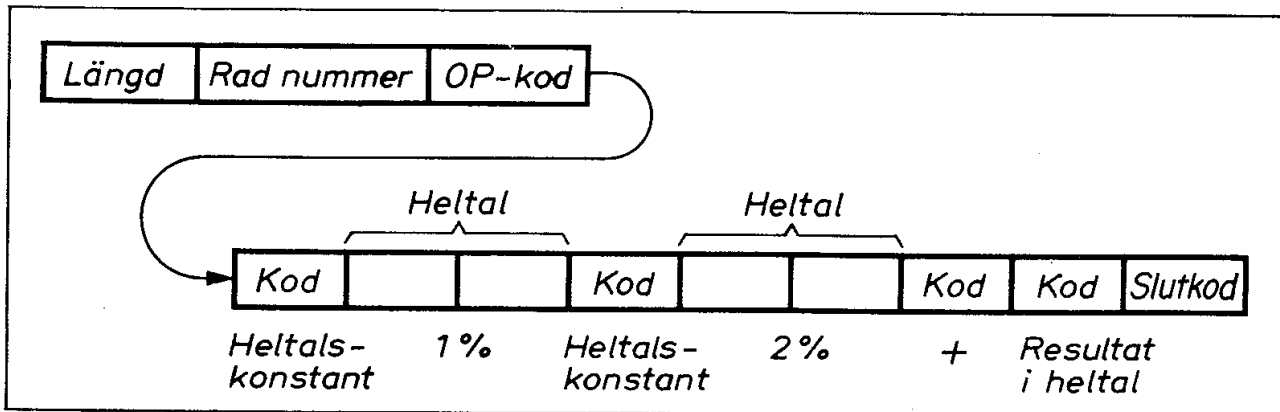 Längd Rad nummer OP-kod
Heltal Heltal
Kod Kod Kod Kod Slutkod
Heltals- 1% Heltals- 2% + Resultat
konstant konstant i heltal